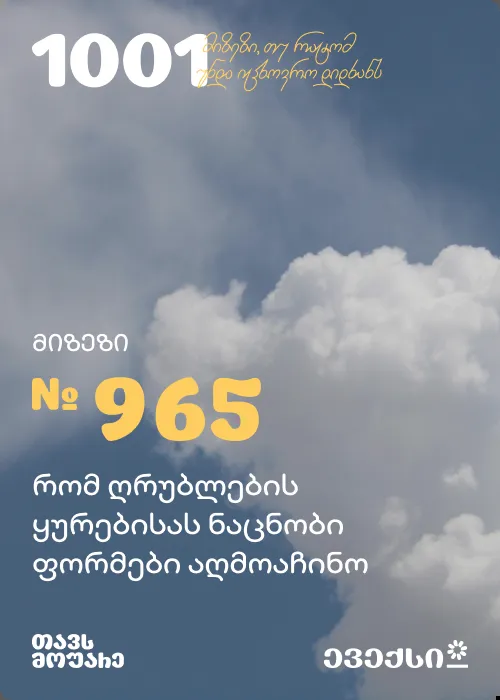 1001 მიზეზი, თუ რატომ
უნდა იცხოვრო დიდხანს
მიზეზი
№ 965
რომ ღრუბლების
ყურებისას ნაცნობი
ფორმები აღმოაჩინო
თავს
მოუარე
ევექსი